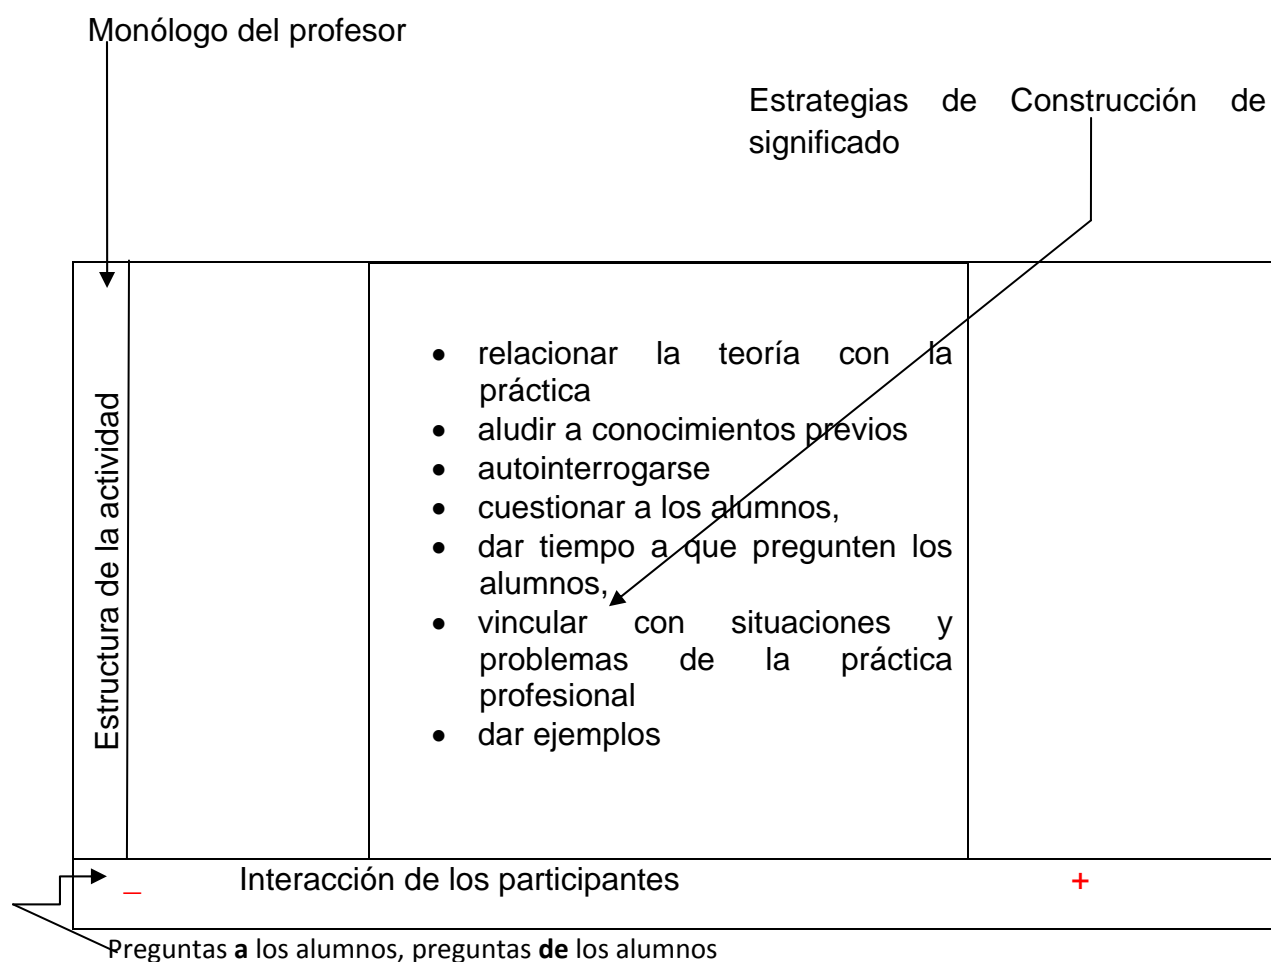 Monólogo del profesor
Estrategias de Construcción de
significado
Estructura de la actividad
• relacionar la teoría con la
práctica
• aludir a conocimientos previos
• autointerrogarse
• cuestionar a los alumnos,
• dar tiempo a que pregunten los
alumnos,
• vincular con situaciones y
problemas de la práctica
profesional
• dar ejemplos
_ Interacción de los participantes +
Preguntas a los alumnos, preguntas de los alumnos